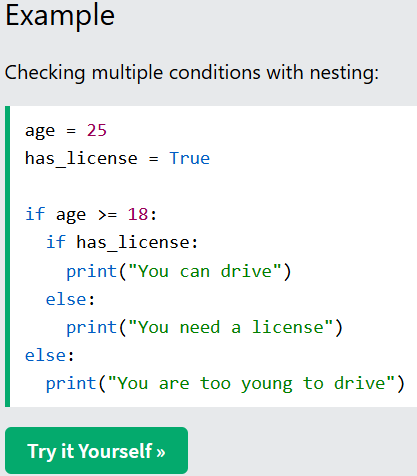 Example
Checking multiple conditions with nesting:
age = 25
has_license = True
if age >= 18:
  if has_license:
    print("You can drive")
  else:
    print("You need a license")
else:
  print("You are too young to drive")
Try it Yourself »